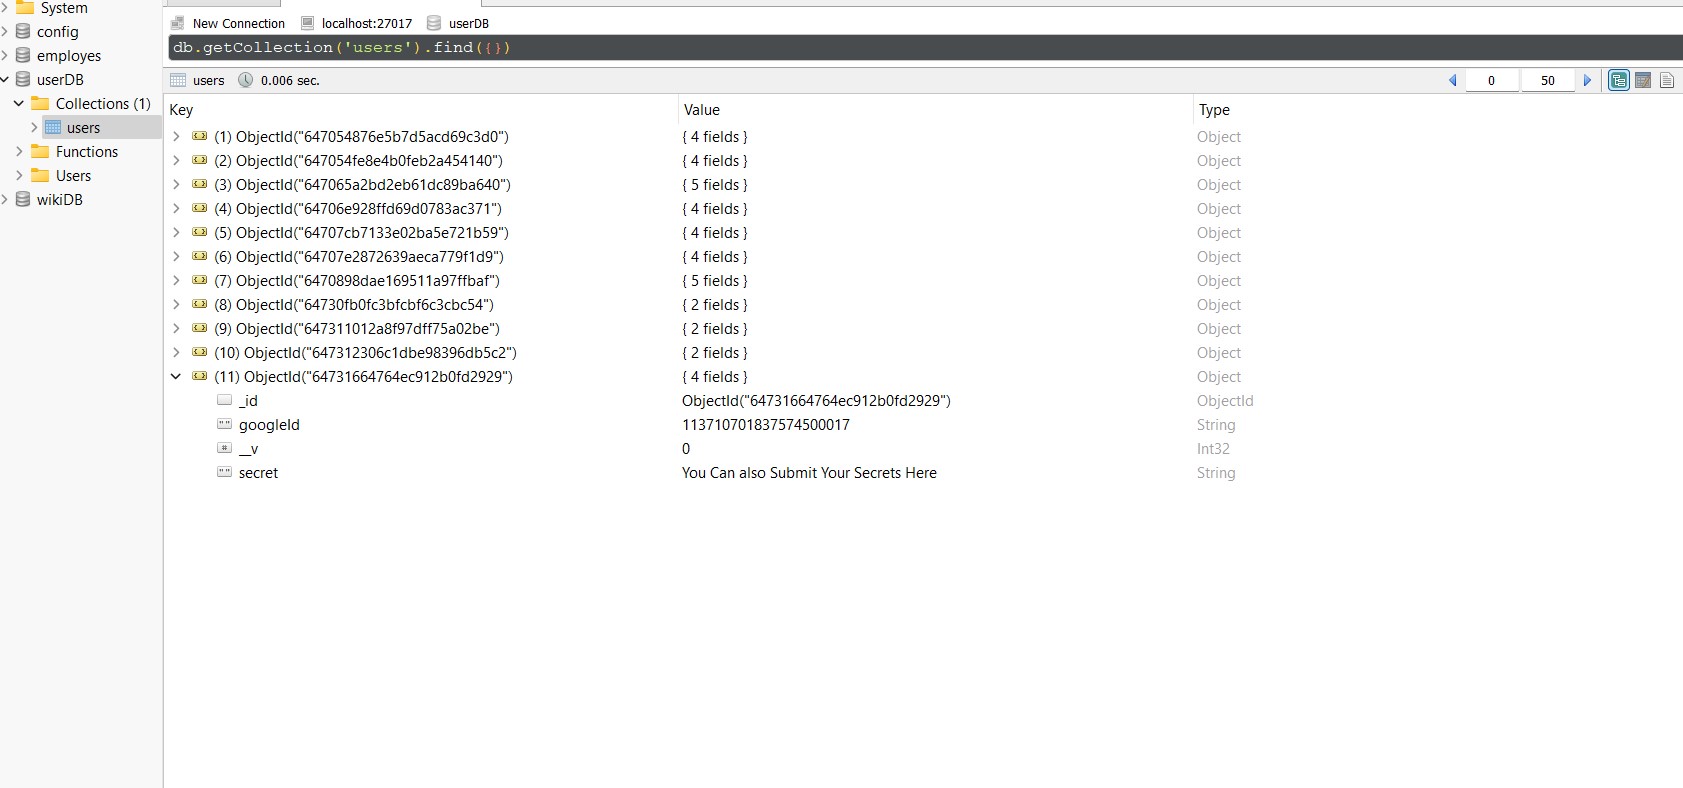 System
config
employes
userDB
Collections (1)
users
Functions
Users
wikiDB
New Connection localhost:27017 userDB
db.getCollection('users').find({})
users 0.006 sec. 0 50
Key Value Type
(1) ObjectId("647054876e5b7d5acd69c3d0") { 4 fields } Object
(2) ObjectId("647054fe8e4b0feb2a454140") { 4 fields } Object
(3) ObjectId("647065a2bd2eb61dc89ba640") { 5 fields } Object
(4) ObjectId("64706e928ffd69d0783ac371") { 4 fields } Object
(5) ObjectId("64707cb7133e02ba5e721b59") { 4 fields } Object
(6) ObjectId("64707e2872639aeca779f1d9") { 4 fields } Object
(7) ObjectId("6470898dae169511a97ffbaf") { 5 fields } Object
(8) ObjectId("64730fb0fc3bfcbf6c3cbc54") { 2 fields } Object
(9) ObjectId("647311012a8f97dff75a02be") { 2 fields } Object
(10) ObjectId("647312306c1dbe98396db5c2") { 2 fields } Object
(11) ObjectId("64731664764ec912b0fd2929") { 4 fields } Object
_id ObjectId("64731664764ec912b0fd2929") ObjectId
googleId 113710701837574500017 String
__v 0 Int32
secret You Can also Submit Your Secrets Here String